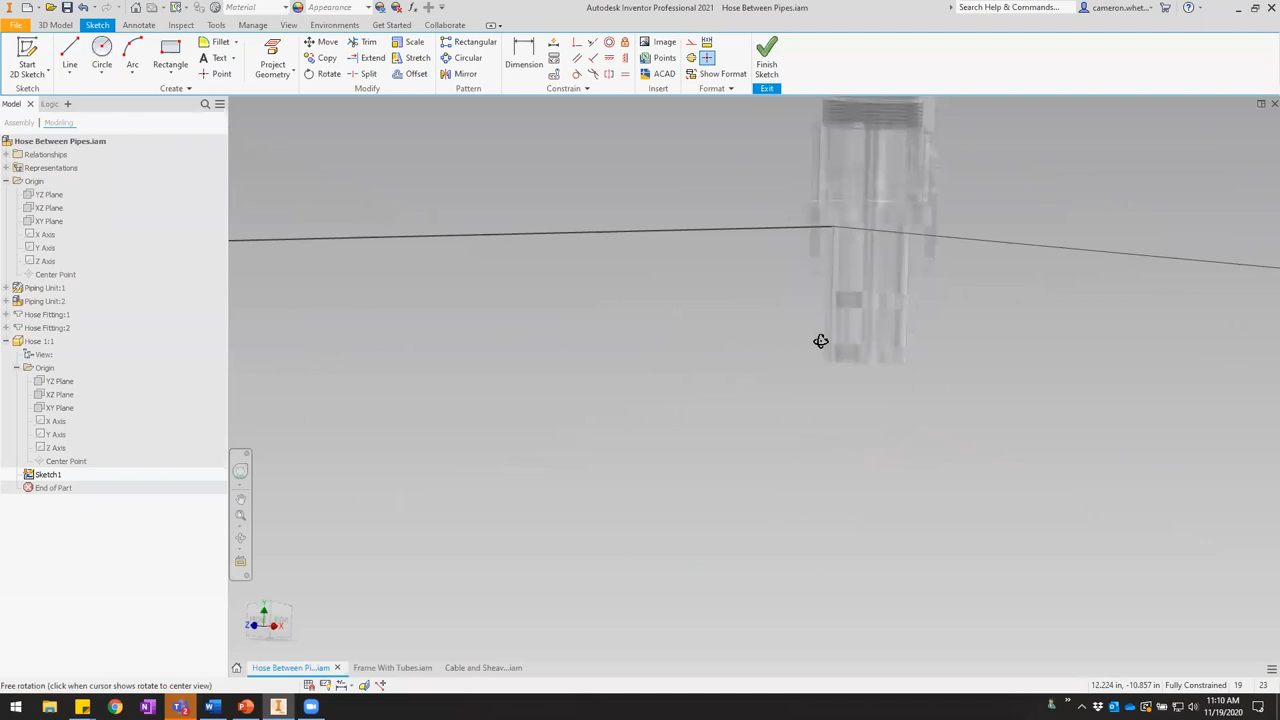 Material
Appearance
Autodesk Inventor Professional 2021 Hose Between Pipes.iam
Search Help & Commands...
cameron.whet...
File 3D Model Sketch Annotate Inspect Tools Manage View Environments Get Started Collaborate
Start
2D Sketch
Line
Circle
Arc
Rectangle
Fillet
Text
Point
Project
Geometry
Move
Copy
Rotate
Trim
Extend
Split
Scale
Stretch
Offset
Rectangular
Circular
Mirror
Dimension
Image
Points
ACAD
Show Format
Finish
Sketch
Sketch Create Modify Pattern Constrain Insert Format Exit
Model iLogic
Assembly Modeling
Hose Between Pipes.iam
Relationships
Representations
Origin
YZ Plane
XZ Plane
XY Plane
X Axis
Y Axis
Z Axis
Center Point
Piping Unit:1
Piping Unit:2
Hose Fitting:1
Hose Fitting:2
Hose 1:1
View:
Origin
YZ Plane
XZ Plane
XY Plane
X Axis
Y Axis
Z Axis
Center Point
Sketch1
End of Part
Y
Z
X
Hose Between Pi...iam Frame With Tubes.iam Cable and Sheav...iam
Free rotation (click when cursor shows rotate to center view)
12.224 in, -10.857 in Fully Constrained 19 23
11:10 AM
11/19/2020